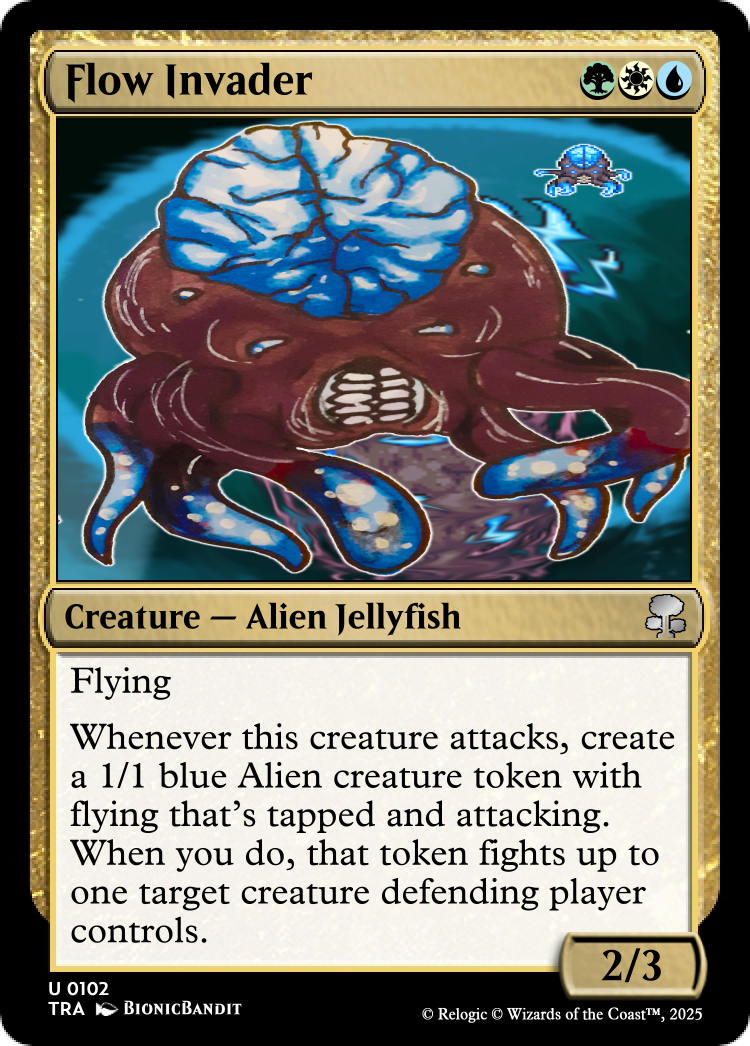 Flow Invader
Creature — Alien Jellyfish
Flying
Whenever this creature attacks, create
a 1/1 blue Alien creature token with
flying that's tapped and attacking.
When you do, that token fights up to
one target creature defending player
controls.
2/3
U 0102
TRA BionicBandit
© Relogic © Wizards of the Coast™, 2025